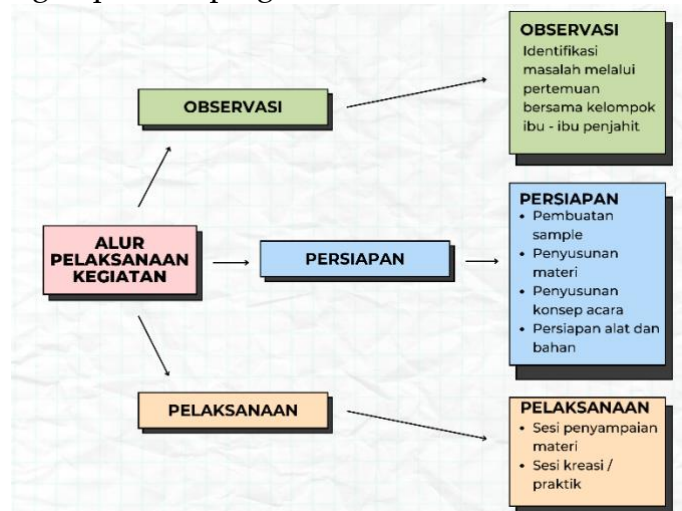 OBSERVASI
OBSERVASI
Identifikasi
masalah melalui
pertemuan
bersama kelompok
ibu - ibu penjahit
ALUR
PELAKSANAAN
KEGIATAN
PERSIAPAN
PERSIAPAN
• Pembuatan
sample
• Penyusunan
materi
• Penyusunan
konsep acara
• Persiapan alat dan
bahan
PELAKSANAAN
PELAKSANAAN
• Sesi penyampaian
materi
• Sesi kreasi /
praktik